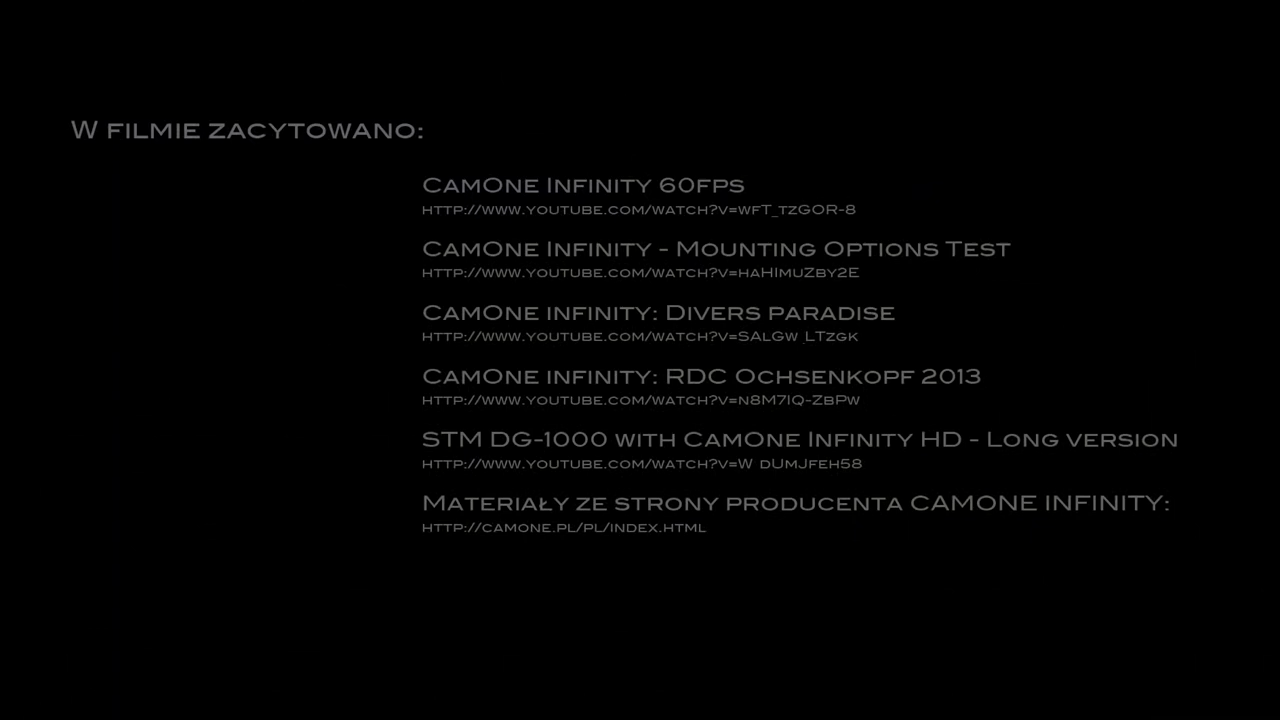 W FILMIE ZACYTOWANO:
CamOne Infinity 60fps
http://www.youtube.com/watch?v=wfT_tzGOR-8
CamOne Infinity - Mounting Options Test
http://www.youtube.com/watch?v=haHImuZby2E
CamOne infinity: Divers paradise
http://www.youtube.com/watch?v=SAlGw_LTzgk
CamOne infinity: RDC Ochsenkopf 2013
http://www.youtube.com/watch?v=n8M7IQ-ZbPw
STM DG-1000 with CamOne Infinity HD - Long version
http://www.youtube.com/watch?v=W_dUmJfeh58
Materiały ze strony producenta CAMONE INFINITY:
http://camone.pl/pl/index.html